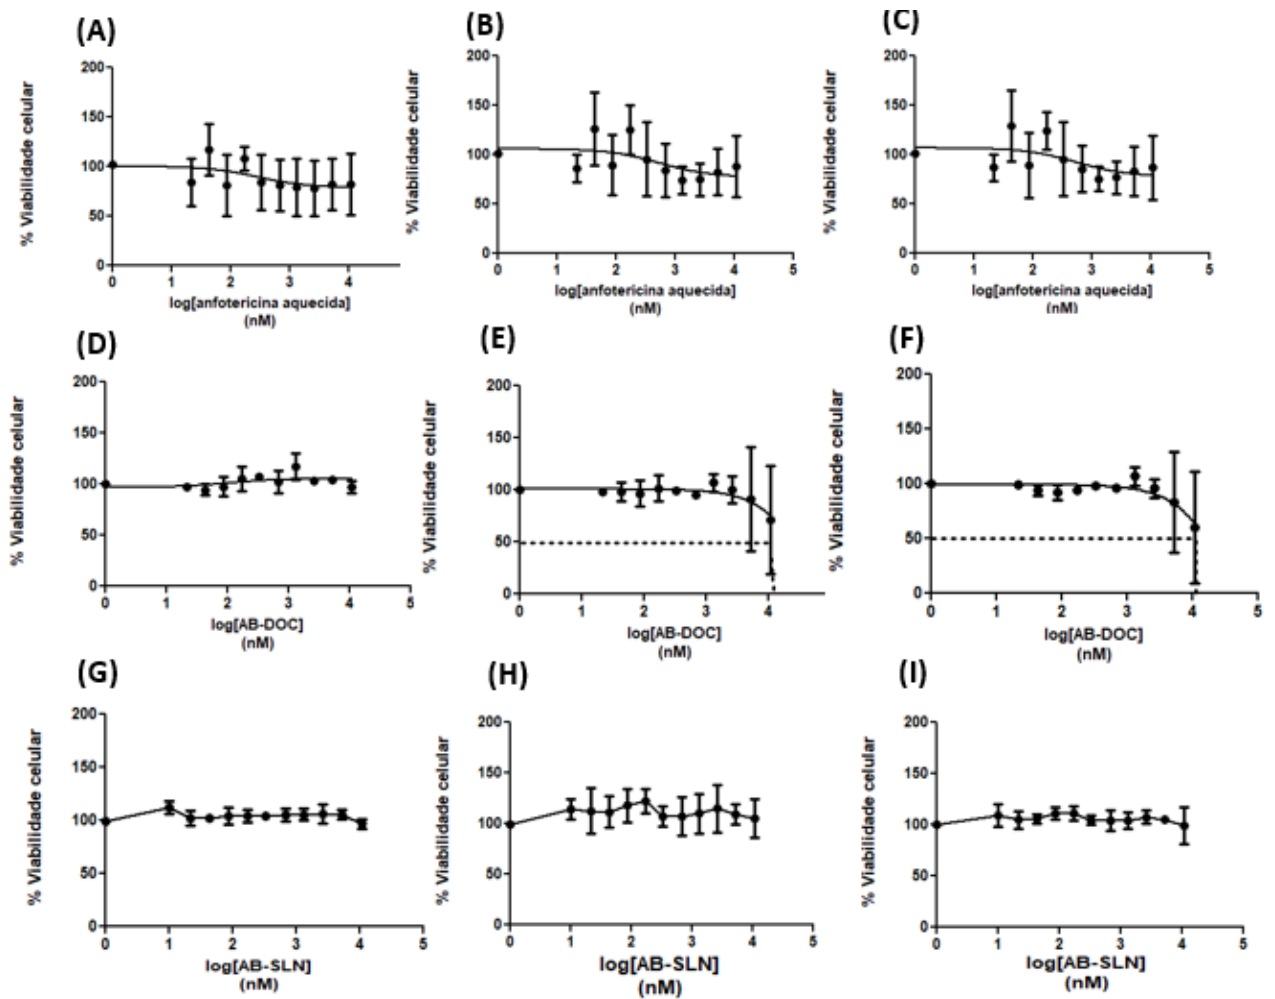 (A)
200
150
100
50
0
% Viabilidade celular
0 1 2 3 4
log[anfotericina aquecida]
(nM)
(B)
200
150
100
50
0
% Viabilidade celular
0 1 2 3 4 5
log[anfotericina aquecida]
(nM)
(C)
200
150
100
50
0
% Viabilidade celular
0 1 2 3 4 5
log[anfotericina aquecida]
(nM)
(D)
200
150
100
50
0
% Viabilidade celular
0 1 2 3 4 5
log[AB-DOC]
(nM)
(E)
200
150
100
50
0
% Viabilidade celular
0 1 2 3 4
log[AB-DOC]
(nM)
(F)
200
150
100
50
0
% Viabilidade celular
0 1 2 3 4 5
log[AB-DOC]
(nM)
(G)
200
150
100
50
0
% Viabilidade celular
0 1 2 3 4 5
log[AB-SLN]
(nM)
(H)
200
150
100
50
0
% Viabilidade celular
0 1 2 3 4 5
log[AB-SLN]
(nM)
(I)
200
150
100
50
0
% Viabilidade celular
0 1 2 3 4 5
log[AB-SLN]
(nM)